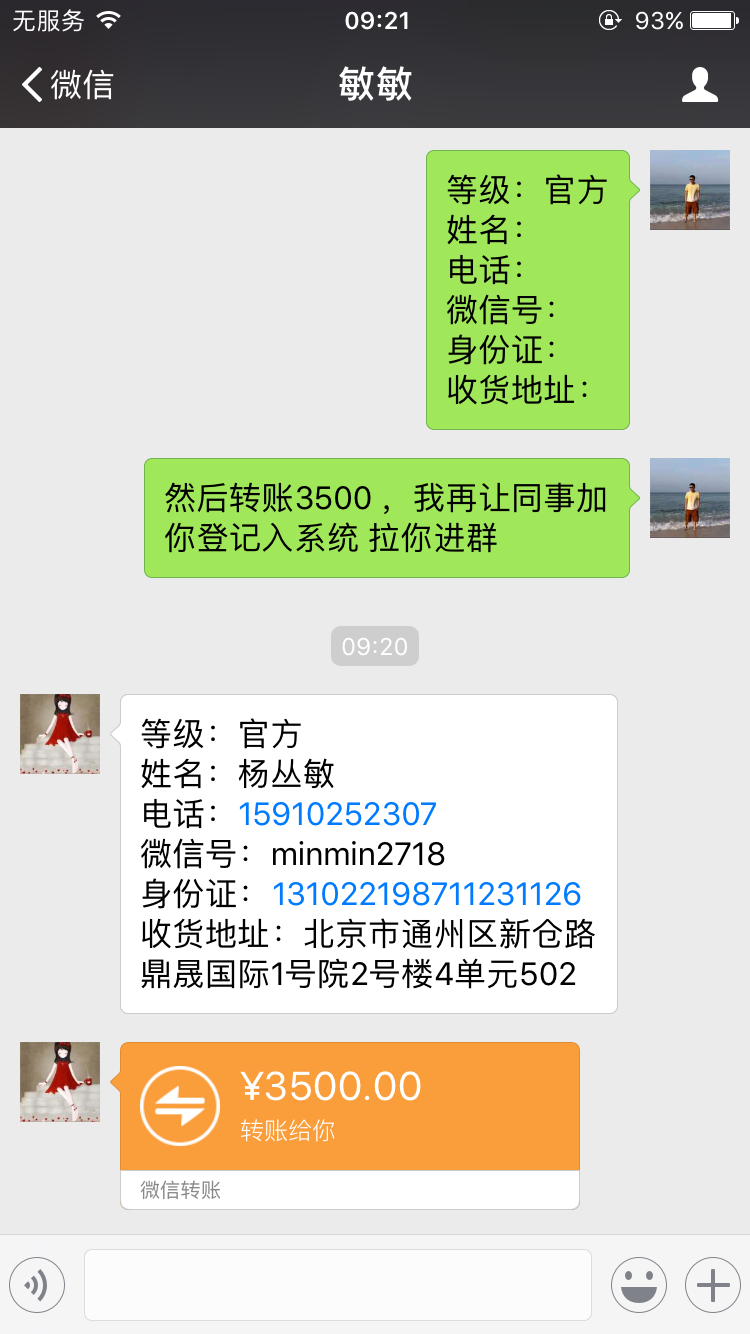 无服务 09:21 93%
微信 敏敏
等级：官方
姓名：
电话：
微信号：
身份证：
收货地址：
然后转账3500 ，我再让同事加
你登记入系统 拉你进群
09:20
等级：官方
姓名：杨丛敏
电话：15910252307
微信号：minmin2718
身份证：131022198711231126
收货地址：北京市通州区新仓路
鼎晟国际1号院2号楼4单元502
¥3500.00
转账给你
微信转账